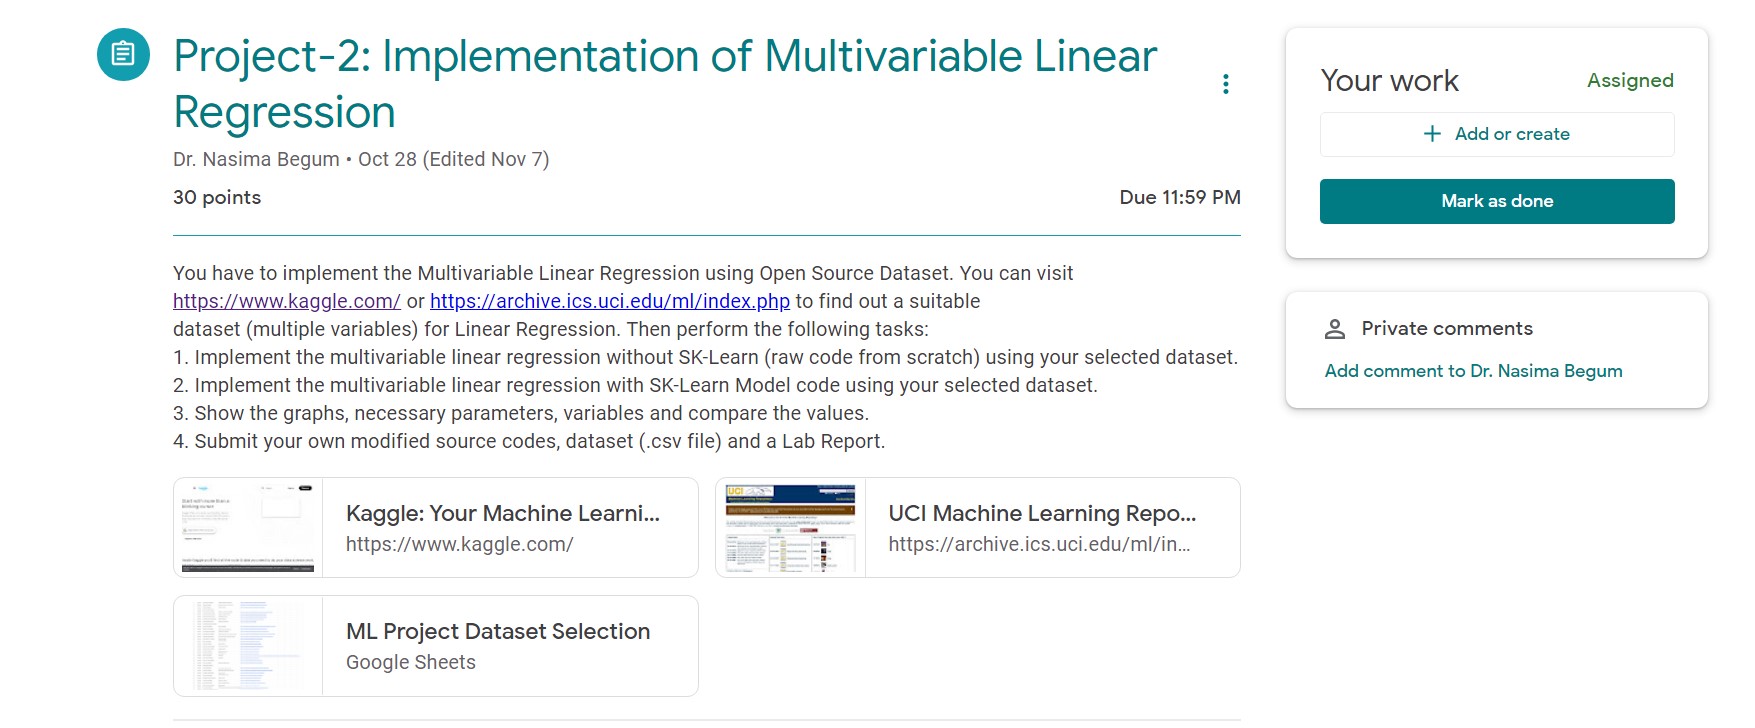 Project-2: Implementation of Multivariable Linear
Regression
Dr. Nasima Begum • Oct 28 (Edited Nov 7)
30 points
Due 11:59 PM
You have to implement the Multivariable Linear Regression using Open Source Dataset. You can visit
https://www.kaggle.com/ or https://archive.ics.uci.edu/ml/index.php to find out a suitable
dataset (multiple variables) for Linear Regression. Then perform the following tasks:
1. Implement the multivariable linear regression without SK-Learn (raw code from scratch) using your selected dataset.
2. Implement the multivariable linear regression with SK-Learn Model code using your selected dataset.
3. Show the graphs, necessary parameters, variables and compare the values.
4. Submit your own modified source codes, dataset (.csv file) and a Lab Report.
Kaggle: Your Machine Learni...
https://www.kaggle.com/
UCI
UCI Machine Learning Repo...
https://archive.ics.uci.edu/ml/in...
ML Project Dataset Selection
Google Sheets
Your work
Assigned
+ Add or create
Mark as done
Private comments
Add comment to Dr. Nasima Begum